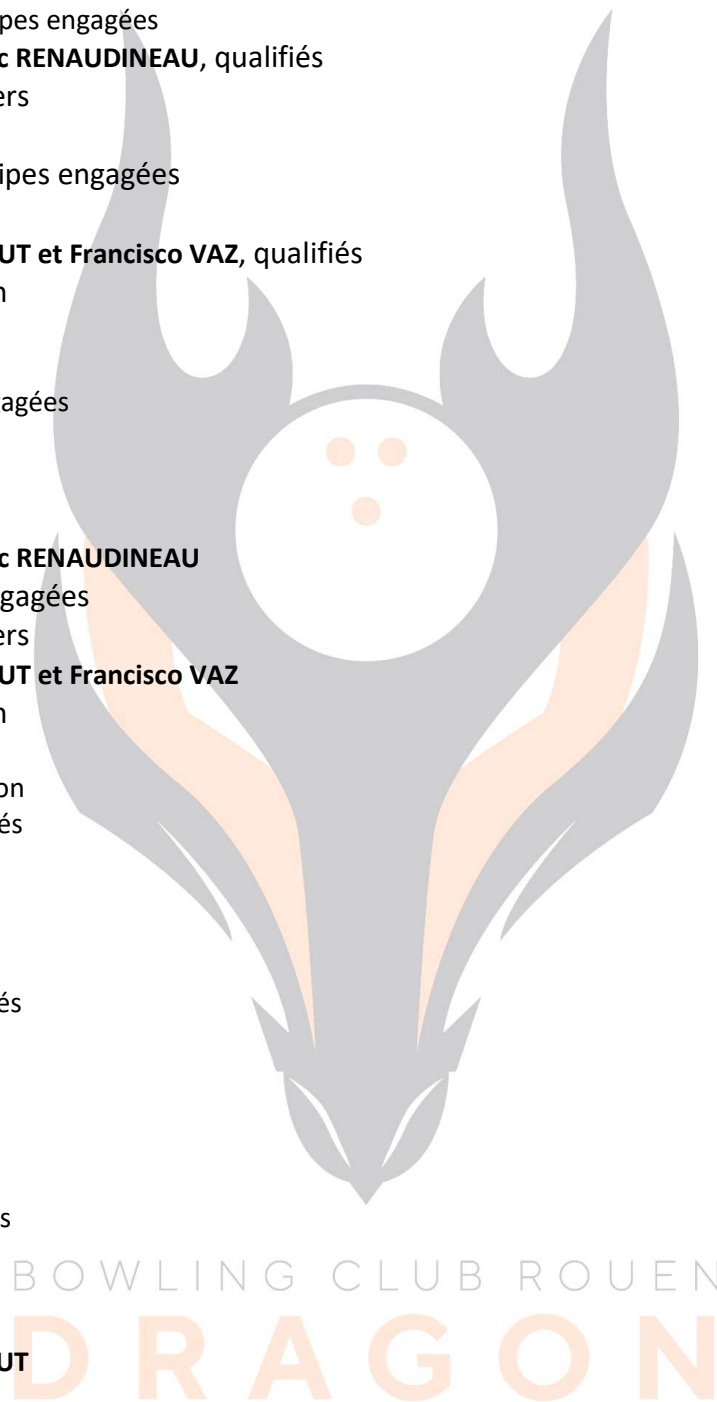 pes engagées
c RENAUDINEAU, qualifiés
ers
ipes engagées
UT et Francisco VAZ, qualifiés
n
agées
c RENAUDINEAU
gagées
ers
UT et Francisco VAZ
n
on
és
és
s
BOWLING CLUB ROUEN
UT
DRAGON